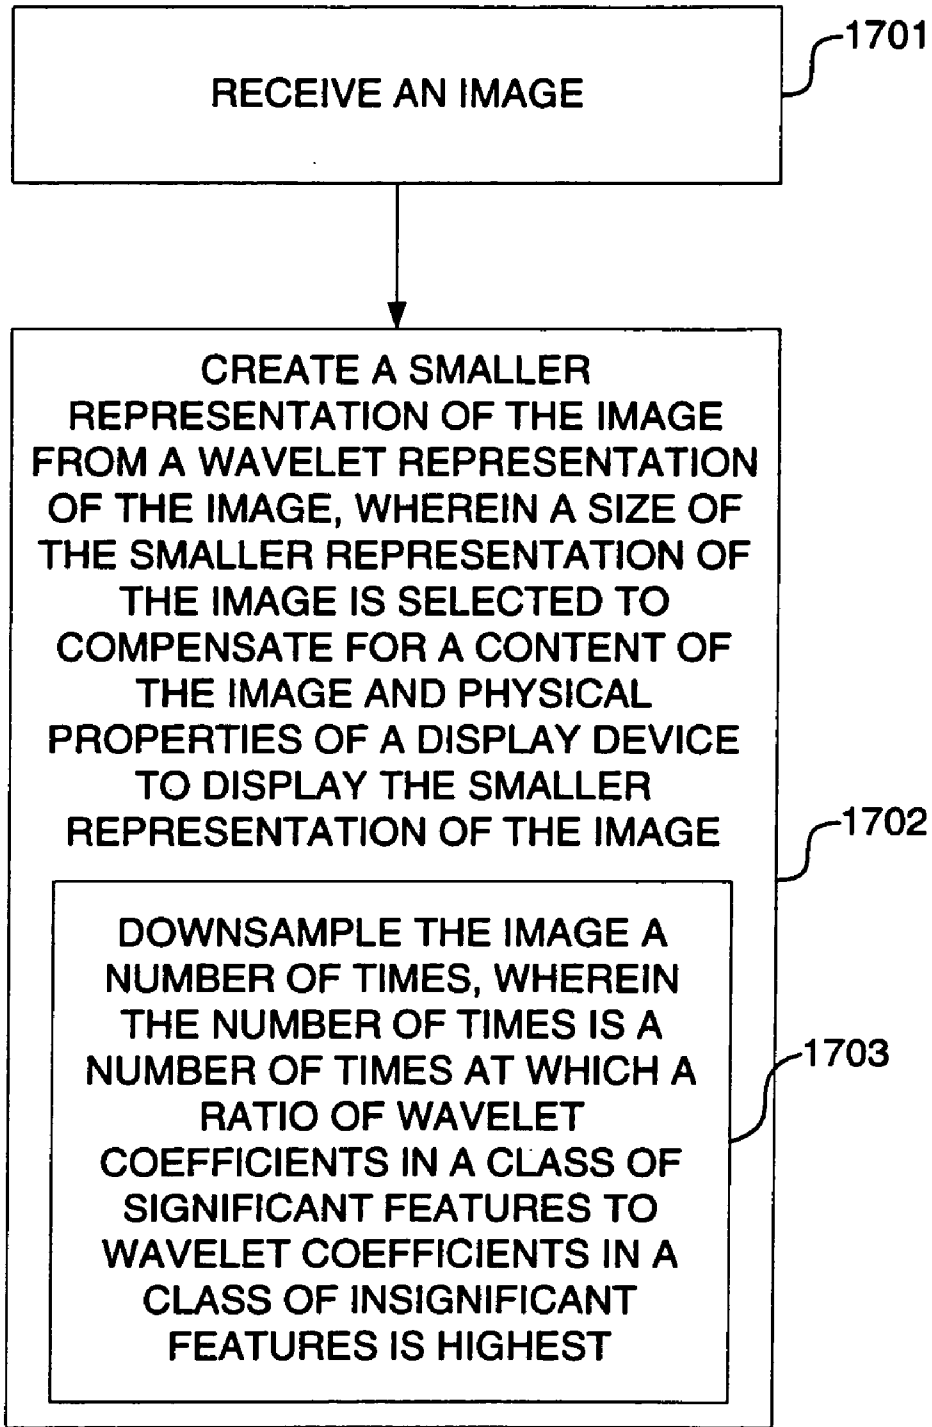 1701
RECEIVE AN IMAGE
CREATE A SMALLER
REPRESENTATION OF THE IMAGE
FROM A WAVELET REPRESENTATION
OF THE IMAGE, WHEREIN A SIZE OF
THE SMALLER REPRESENTATION OF
THE IMAGE IS SELECTED TO
COMPENSATE FOR A CONTENT OF
THE IMAGE AND PHYSICAL
PROPERTIES OF A DISPLAY DEVICE
TO DISPLAY THE SMALLER
REPRESENTATION OF THE IMAGE
1702
DOWNSAMPLE THE IMAGE A
NUMBER OF TIMES, WHEREIN
THE NUMBER OF TIMES IS A
NUMBER OF TIMES AT WHICH A
RATIO OF WAVELET
COEFFICIENTS IN A CLASS OF
SIGNIFICANT FEATURES TO
WAVELET COEFFICIENTS IN A
CLASS OF INSIGNIFICANT
FEATURES IS HIGHEST
1703